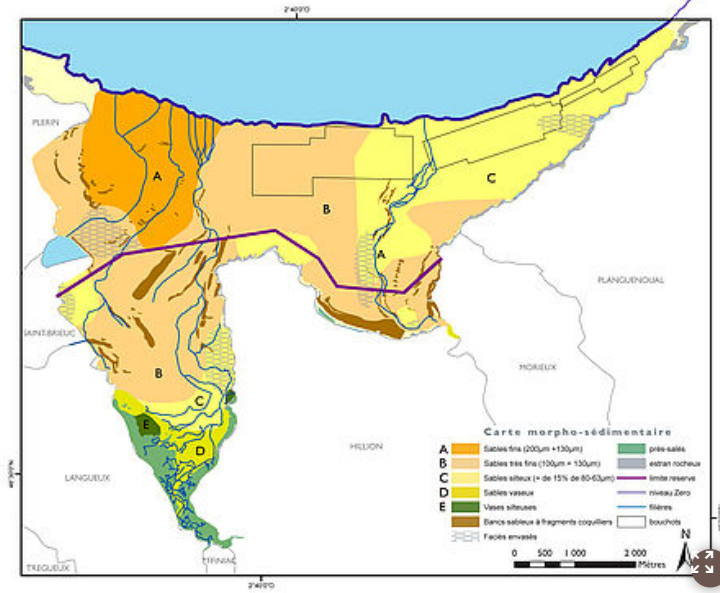 2°40'0"O
PLERIN
A
C
B
A
PLANGUENOUAL
SAINT-BRIEUC
MORIEUX
B
C
E
D
HILLION
LANGUEUX
Carte morpho-sédimentaire
A Sables fins (200µm +130µm) prés-salés
B Sables très fins (100µm = 130µm) estran rocheux
C Sables silteux (= de 15% de 80-63µm) limite reserve
D Sables vaseux niveau Zero
E Vases silteuses filières
Bancs sableux à fragments coquilliers bouchots
Faciès envasés
N
0 500 1 000 2 000
Mètres
YFFINIAC
TREGUEUX
2°40'0"O